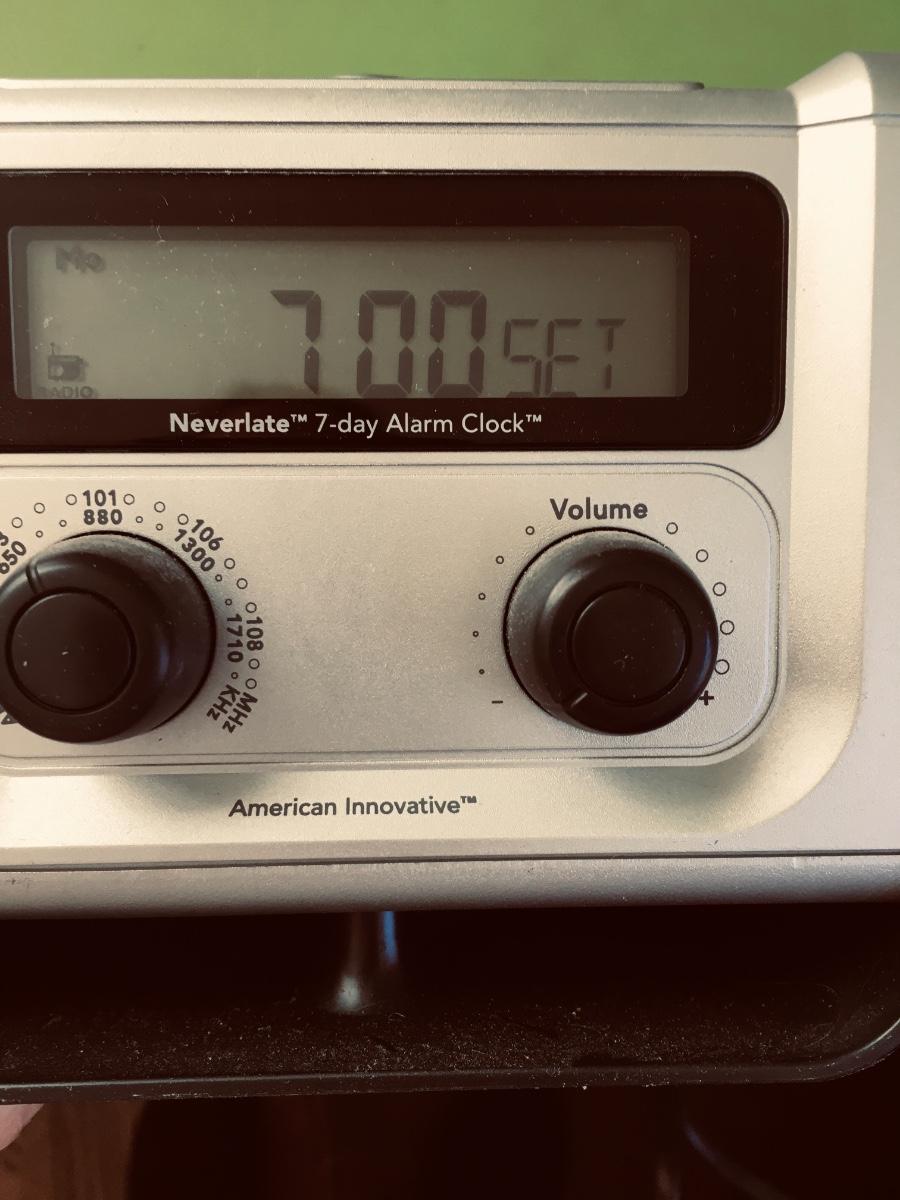 Mo
7 00 SET
RADIO
Neverlate™ 7-day Alarm Clock™
101
880
106
1300
108
1710
MHz
KHz
650
Volume
-
+
American Innovative™